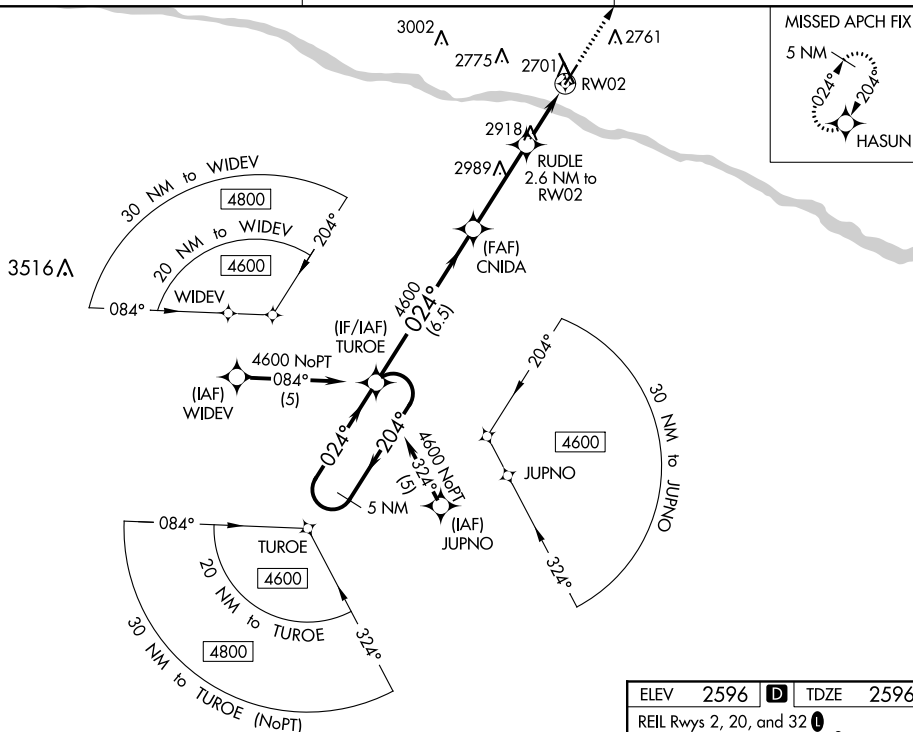 3002
2775
2701
2761
RW02
MISSED APCH FIX
5 NM
024°
204°
HASUN
2918
RUDLE
2.6 NM to
RW02
2989
(FAF)
CNIDA
30 NM to WIDEV
4800
20 NM to WIDEV
4600
204°
3516
WIDEV
084°
4600
024°
(6.5)
(IF/IAF)
TUROE
4600 NoPT
084°
(5)
(IAF)
WIDEV
024°
204°
5 NM
4600 NoPT
324°
(5)
(IAF)
JUPNO
204°
4600
30 NM to JUPNO
JUPNO
324°
084°
TUROE
4600
20 NM to TUROE
4800
324°
30 NM to TUROE (NoPT)
ELEV 2596 D TDZE 2596
REIL Rwys 2, 20, and 32 L